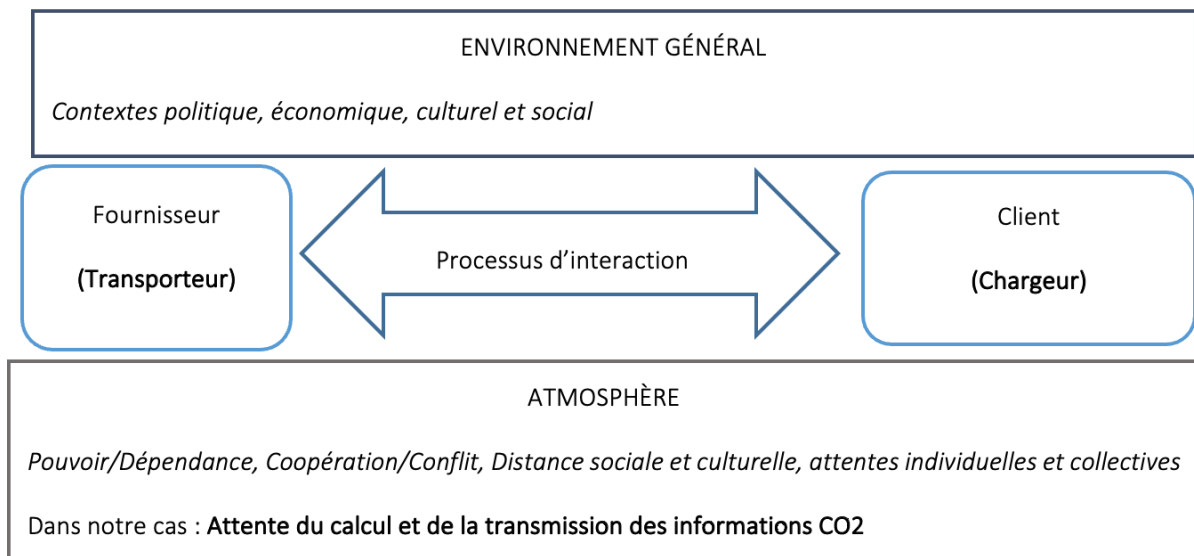 ENVIRONNEMENT GÉNÉRAL
Contextes politique, économique, culturel et social
Fournisseur
(Transporteur)
Processus d’interaction
Client
(Chargeur)
ATMOSPHÈRE
Pouvoir/Dépendance, Coopération/Conflit, Distance sociale et culturelle, attentes individuelles et collectives
Dans notre cas : Attente du calcul et de la transmission des informations CO2